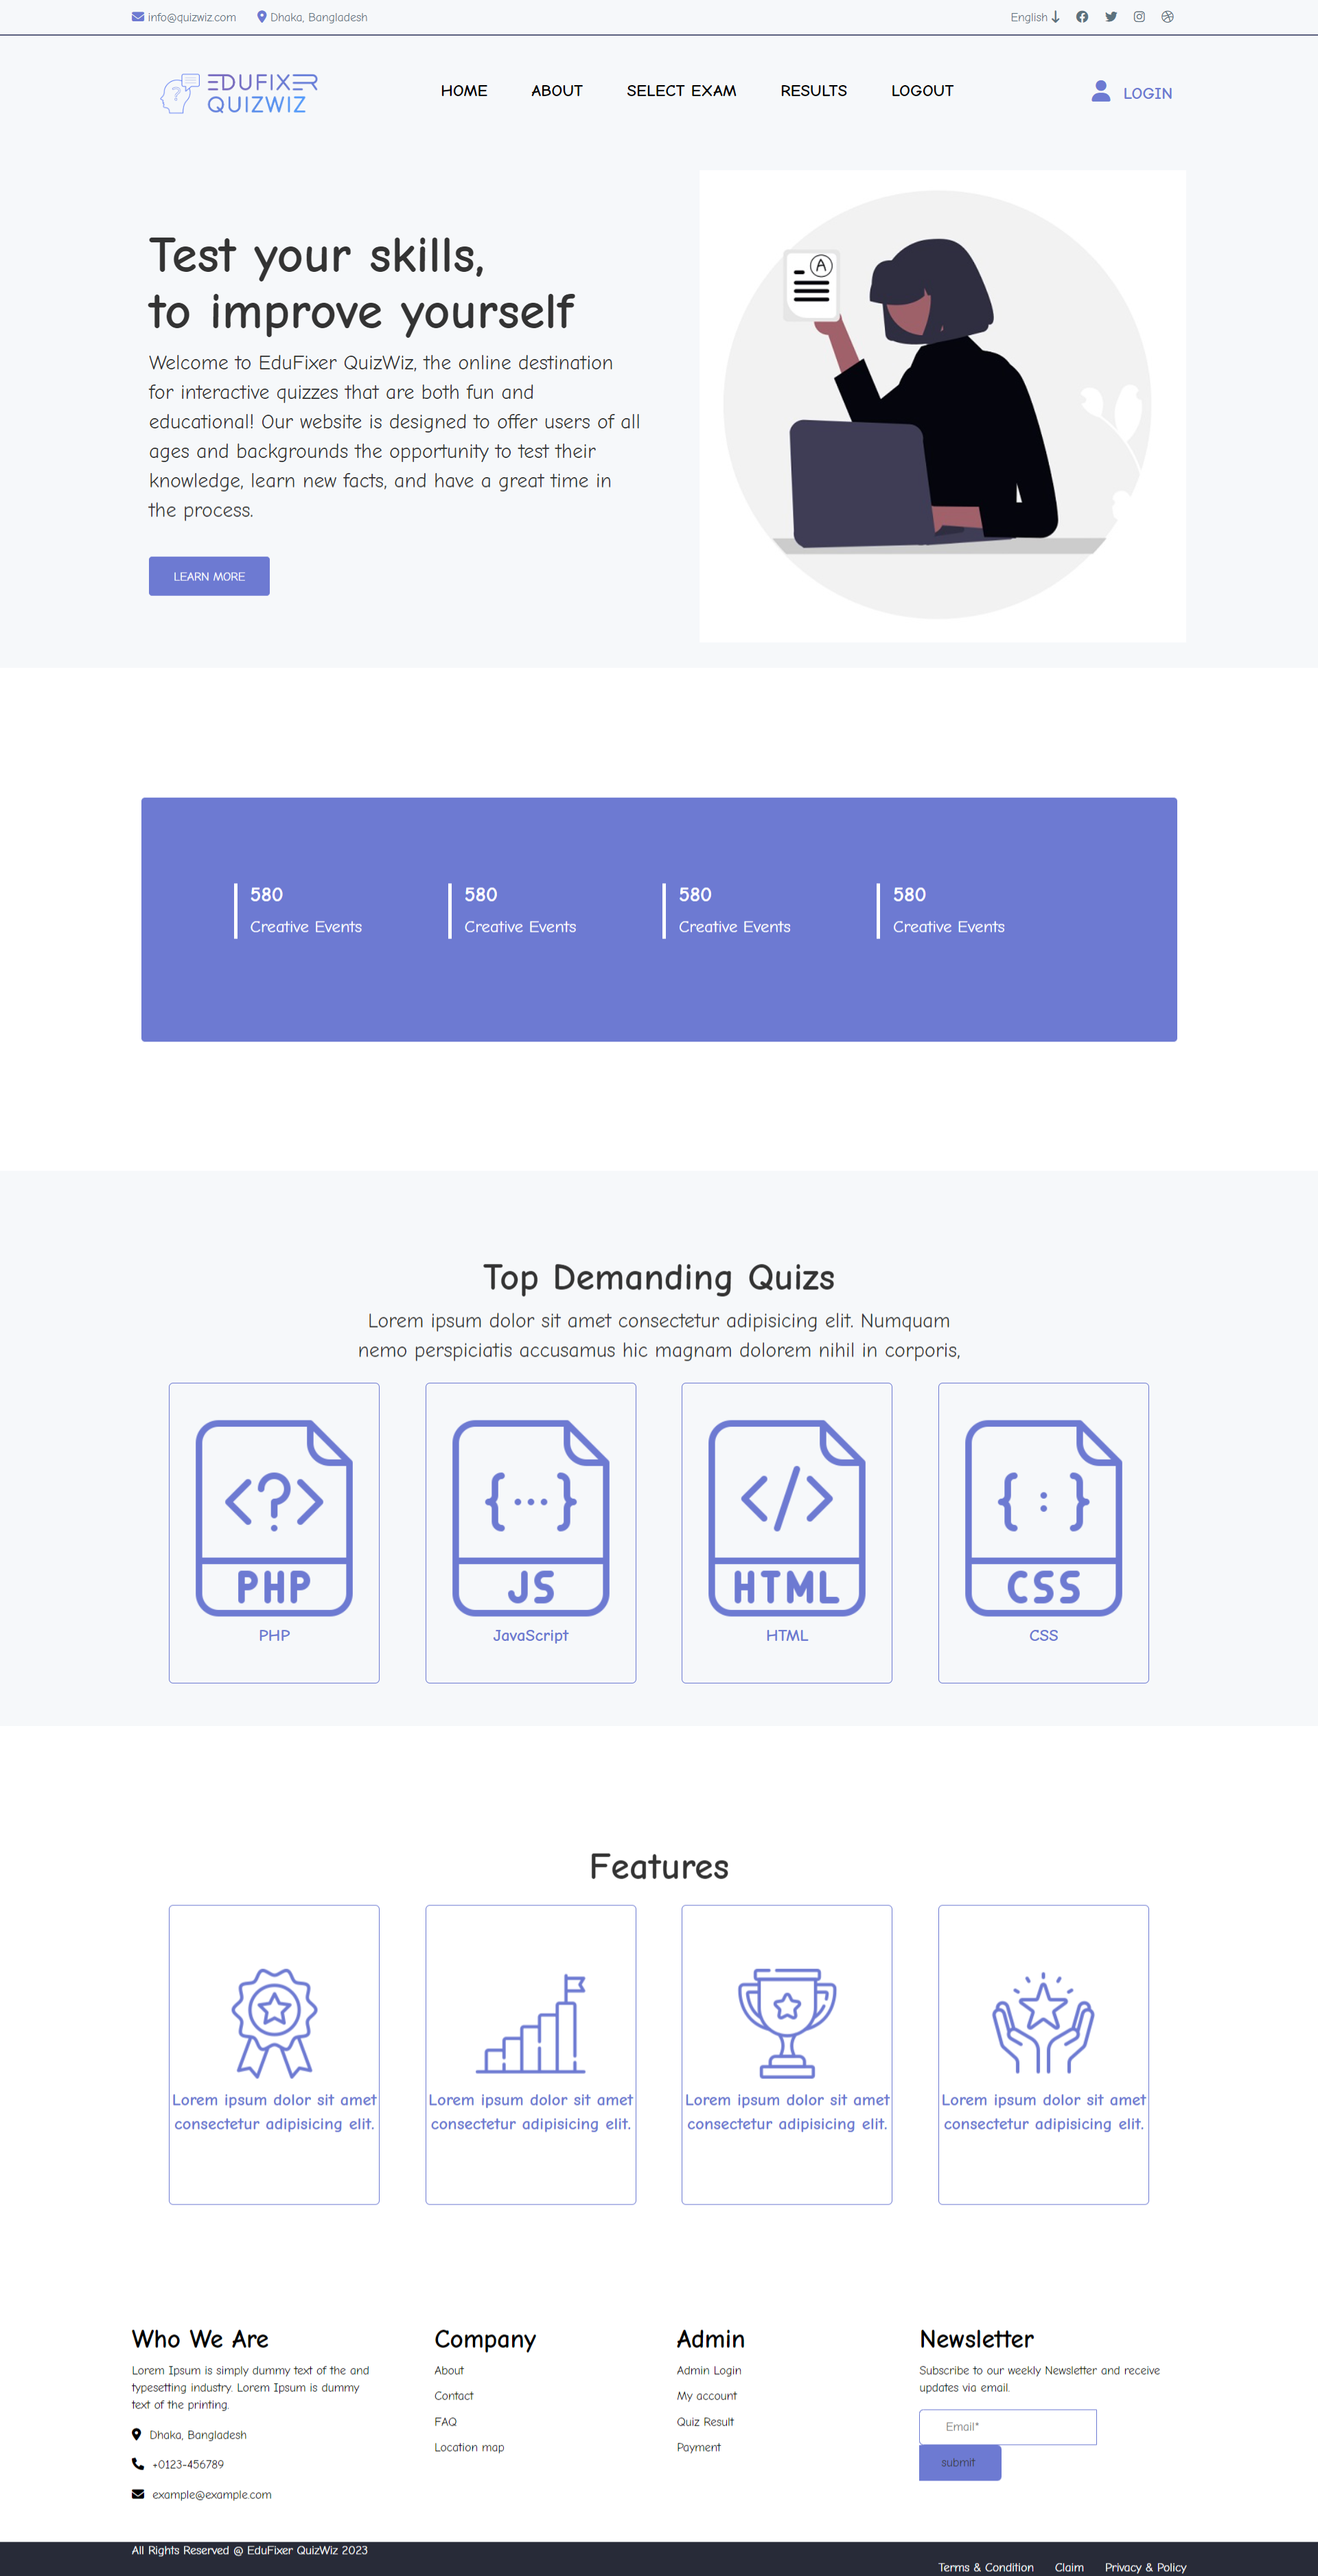 info@quizwiz.com
Dhaka, Bangladesh
English
EDUFIXER
QUIZWIZ
HOME
ABOUT
SELECT EXAM
RESULTS
LOGOUT
LOGIN
Test your skills,
to improve yourself
Welcome to EduFixer QuizWiz, the online destination
for interactive quizzes that are both fun and
educational! Our website is designed to offer users of all
ages and backgrounds the opportunity to test their
knowledge, learn new facts, and have a great time in
the process.
LEARN MORE
A
580
Creative Events
580
Creative Events
580
Creative Events
580
Creative Events
Top Demanding Quizs
Lorem ipsum dolor sit amet consectetur adipisicing elit. Numquam
nemo perspiciatis accusamus hic magnam dolorem nihil in corporis,
<?>
PHP
PHP
{...}
JS
JavaScript
</>
HTML
HTML
{ : }
CSS
CSS
Features
Lorem ipsum dolor sit amet
consectetur adipisicing elit.
Lorem ipsum dolor sit amet
consectetur adipisicing elit.
Lorem ipsum dolor sit amet
consectetur adipisicing elit.
Lorem ipsum dolor sit amet
consectetur adipisicing elit.
Who We Are
Lorem Ipsum is simply dummy text of the and
typesetting industry. Lorem Ipsum is dummy
text of the printing.
Dhaka, Bangladesh
+0123-456789
example@example.com
Company
About
Contact
FAQ
Location map
Admin
Admin Login
My account
Quiz Result
Payment
Newsletter
Subscribe to our weekly Newsletter and receive
updates via email.
Email*
submit
All Rights Reserved @ EduFixer QuizWiz 2023
Terms & Condition
Claim
Privacy & Policy